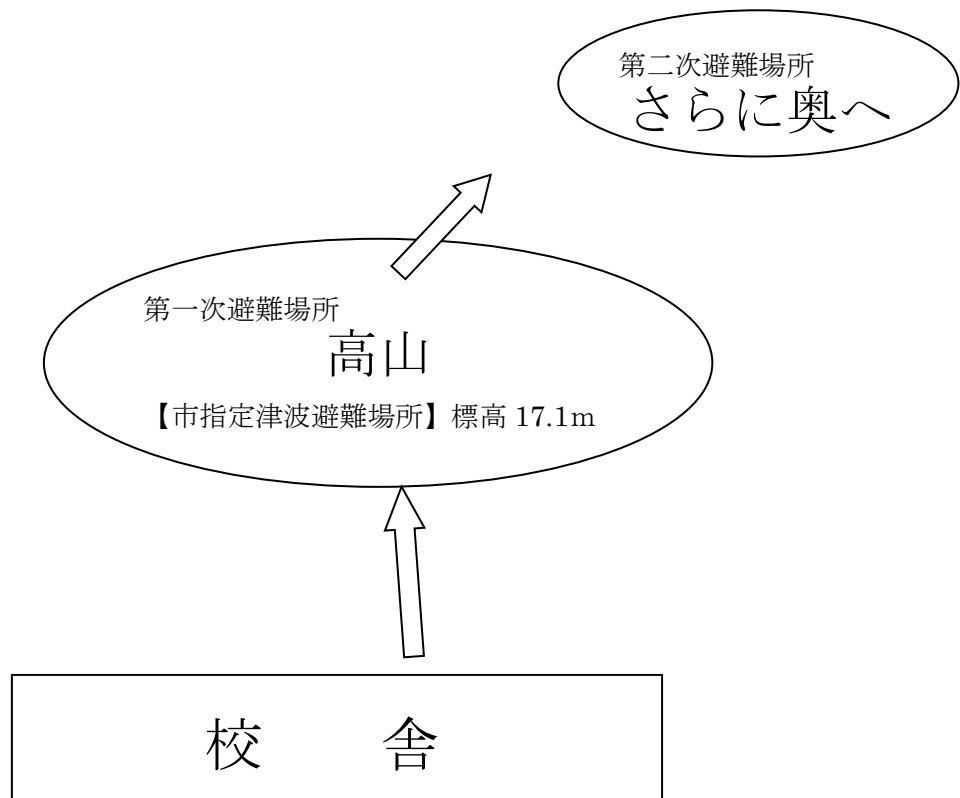 第二次避難場所
さらに奥へ
第一次避難場所
高山
【市指定津波避難場所】標高 17.1m
校　　舎